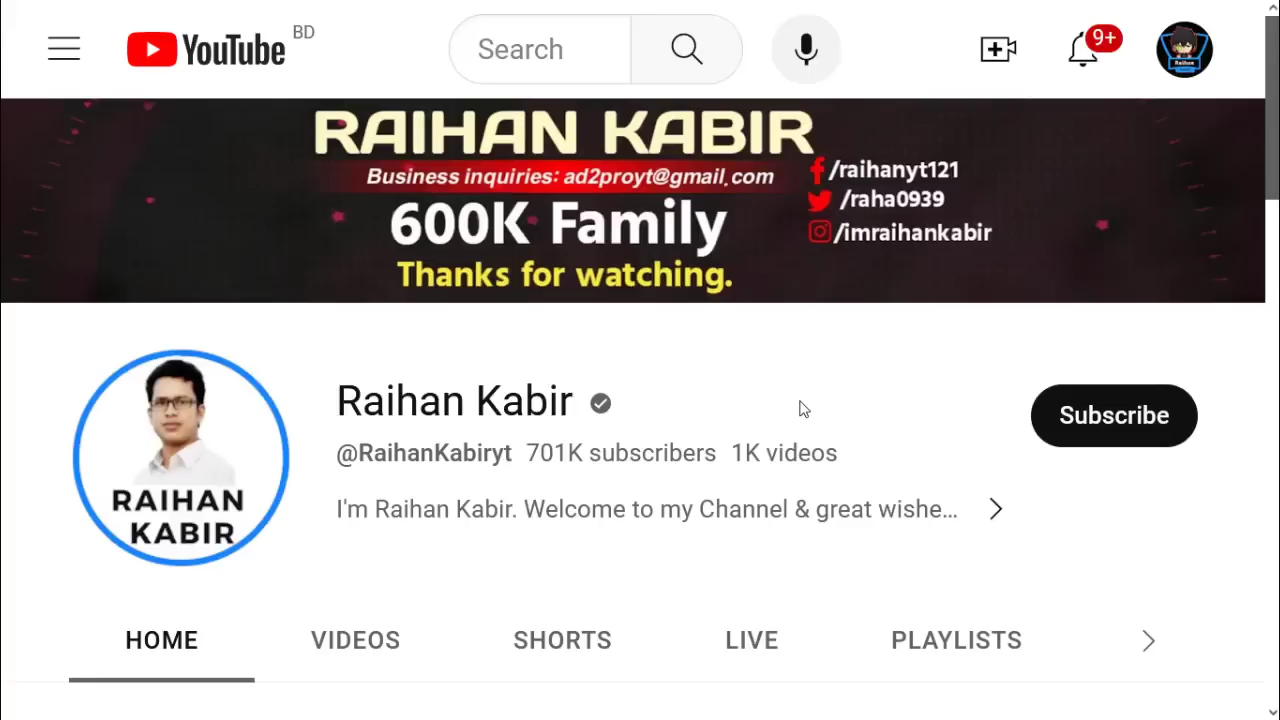 YouTube BD
Search
9+
RAIHAN KABIR
Business inquiries: ad2proyt@gmail.com
600K Family
Thanks for watching.
/raihanyt121
/raha0939
/imraihankabir
RAIHAN
KABIR
Raihan Kabir
@RaihanKabiryt 701K subscribers 1K videos
I'm Raihan Kabir. Welcome to my Channel & great wishe...
Subscribe
HOME VIDEOS SHORTS LIVE PLAYLISTS